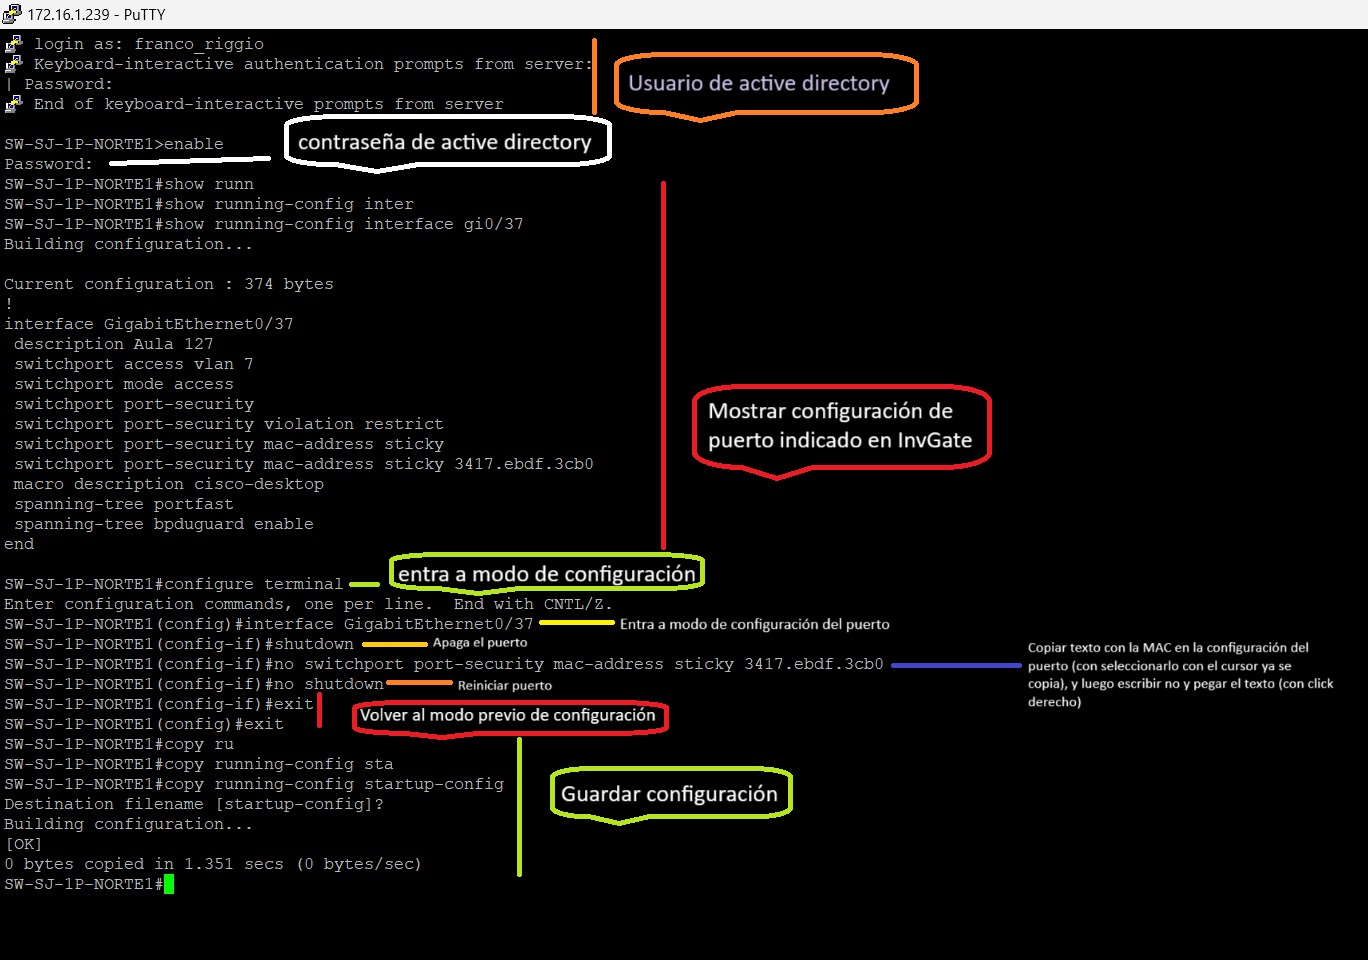 172.16.1.239 - PuTTY
login as: franco_riggio
Keyboard-interactive authentication prompts from server:
| Password:
End of keyboard-interactive prompts from server
Usuario de active directory
SW-SJ-1P-NORTE1>enable
contraseña de active directory
Password:
SW-SJ-1P-NORTE1#show runn
SW-SJ-1P-NORTE1#show running-config inter
SW-SJ-1P-NORTE1#show running-config interface gi0/37
Building configuration...
Current configuration : 374 bytes
!
interface GigabitEthernet0/37
description Aula 127
switchport access vlan 7
switchport mode access
switchport port-security
switchport port-security violation restrict
switchport port-security mac-address sticky
switchport port-security mac-address sticky 3417.ebdf.3cb0
macro description cisco-desktop
spanning-tree portfast
spanning-tree bpduguard enable
end
Mostrar configuración de
puerto indicado en InvGate
SW-SJ-1P-NORTE1#configure terminal
entra a modo de configuración
Enter configuration commands, one per line.  End with CNTL/Z.
SW-SJ-1P-NORTE1(config)#interface GigabitEthernet0/37
Entra a modo de configuración del puerto
SW-SJ-1P-NORTE1(config-if)#shutdown
Apaga el puerto
SW-SJ-1P-NORTE1(config-if)#no switchport port-security mac-address sticky 3417.ebdf.3cb0
Copiar texto con la MAC en la configuración del
puerto (con seleccionarlo con el cursor ya se
copia), y luego escribir no y pegar el texto (con click
derecho)
SW-SJ-1P-NORTE1(config-if)#no shutdown
Reiniciar puerto
SW-SJ-1P-NORTE1(config-if)#exit
SW-SJ-1P-NORTE1(config)#exit
Volver al modo previo de configuración
SW-SJ-1P-NORTE1#copy ru
SW-SJ-1P-NORTE1#copy running-config sta
SW-SJ-1P-NORTE1#copy running-config startup-config
Destination filename [startup-config]?
Building configuration...
[OK]
0 bytes copied in 1.351 secs (0 bytes/sec)
SW-SJ-1P-NORTE1#
Guardar configuración